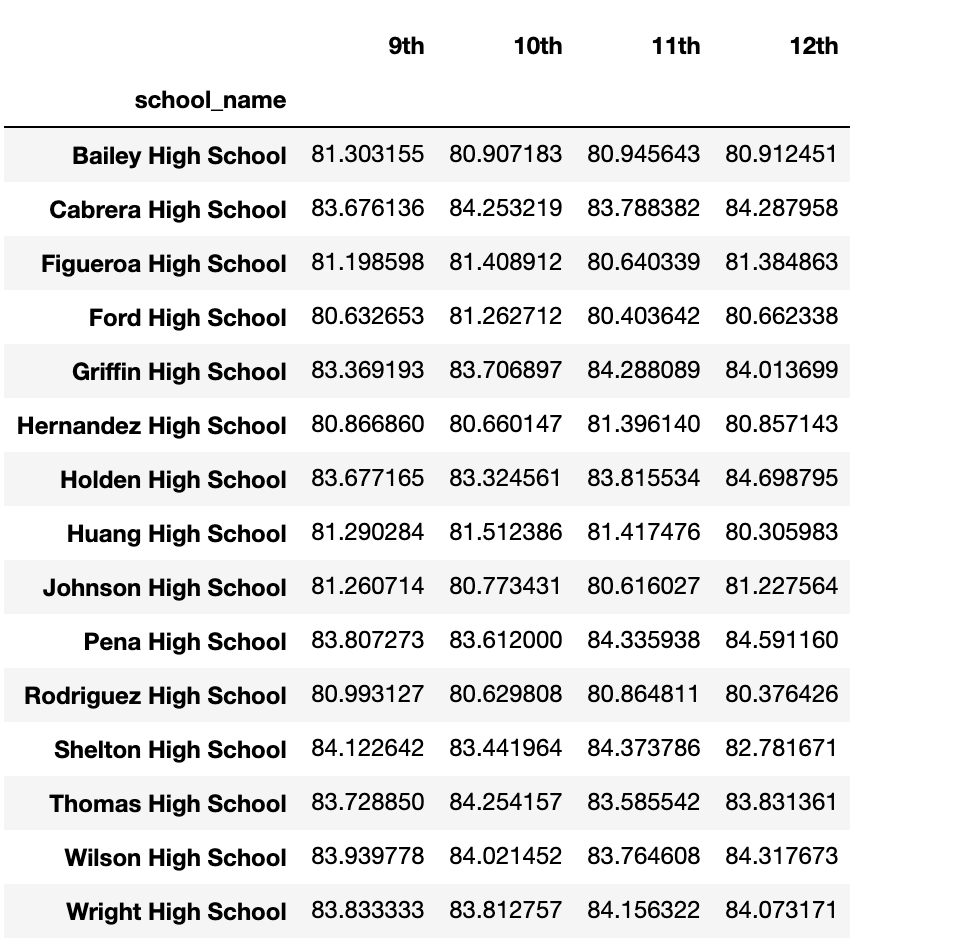 9th 10th 11th 12th
school_name
Bailey High School 81.303155 80.907183 80.945643 80.912451
Cabrera High School 83.676136 84.253219 83.788382 84.287958
Figueroa High School 81.198598 81.408912 80.640339 81.384863
Ford High School 80.632653 81.262712 80.403642 80.662338
Griffin High School 83.369193 83.706897 84.288089 84.013699
Hernandez High School 80.866860 80.660147 81.396140 80.857143
Holden High School 83.677165 83.324561 83.815534 84.698795
Huang High School 81.290284 81.512386 81.417476 80.305983
Johnson High School 81.260714 80.773431 80.616027 81.227564
Pena High School 83.807273 83.612000 84.335938 84.591160
Rodriguez High School 80.993127 80.629808 80.864811 80.376426
Shelton High School 84.122642 83.441964 84.373786 82.781671
Thomas High School 83.728850 84.254157 83.585542 83.831361
Wilson High School 83.939778 84.021452 83.764608 84.317673
Wright High School 83.833333 83.812757 84.156322 84.073171